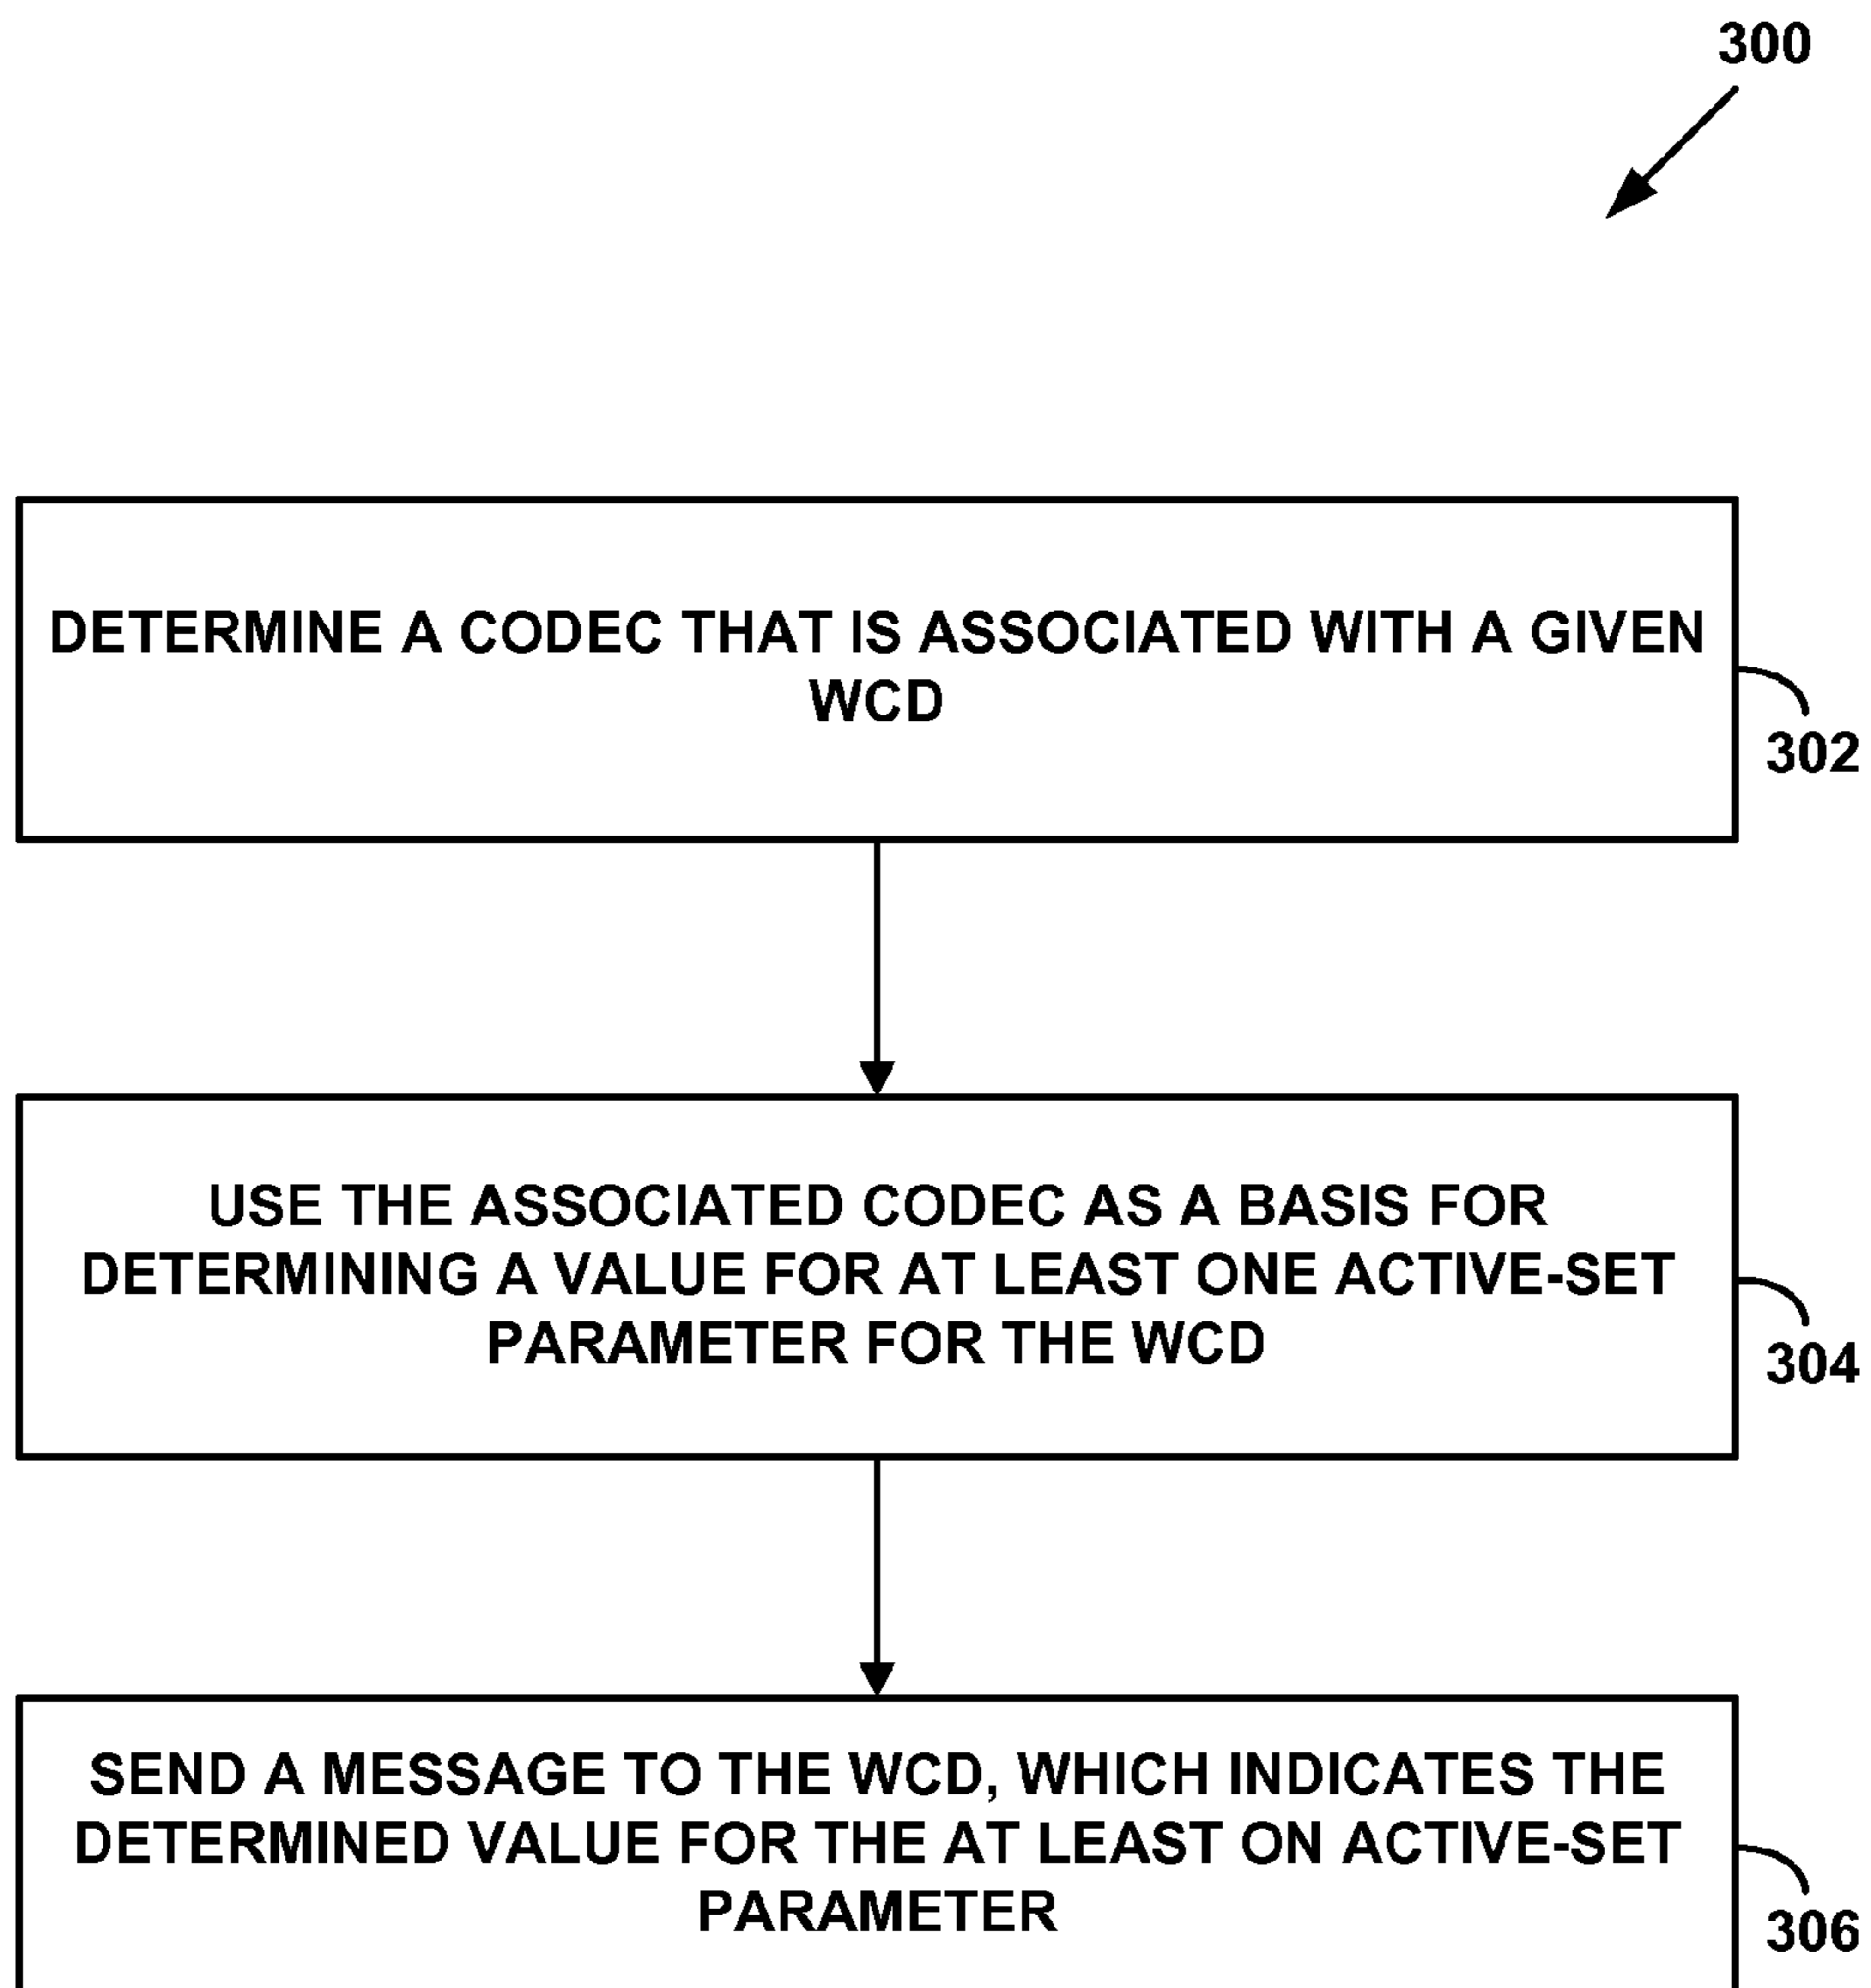 300
DETERMINE A CODEC THAT IS ASSOCIATED WITH A GIVEN
WCD
302
USE THE ASSOCIATED CODEC AS A BASIS FOR
DETERMINING A VALUE FOR AT LEAST ONE ACTIVE-SET
PARAMETER FOR THE WCD
304
SEND A MESSAGE TO THE WCD, WHICH INDICATES THE
DETERMINED VALUE FOR THE AT LEAST ON ACTIVE-SET
PARAMETER
306